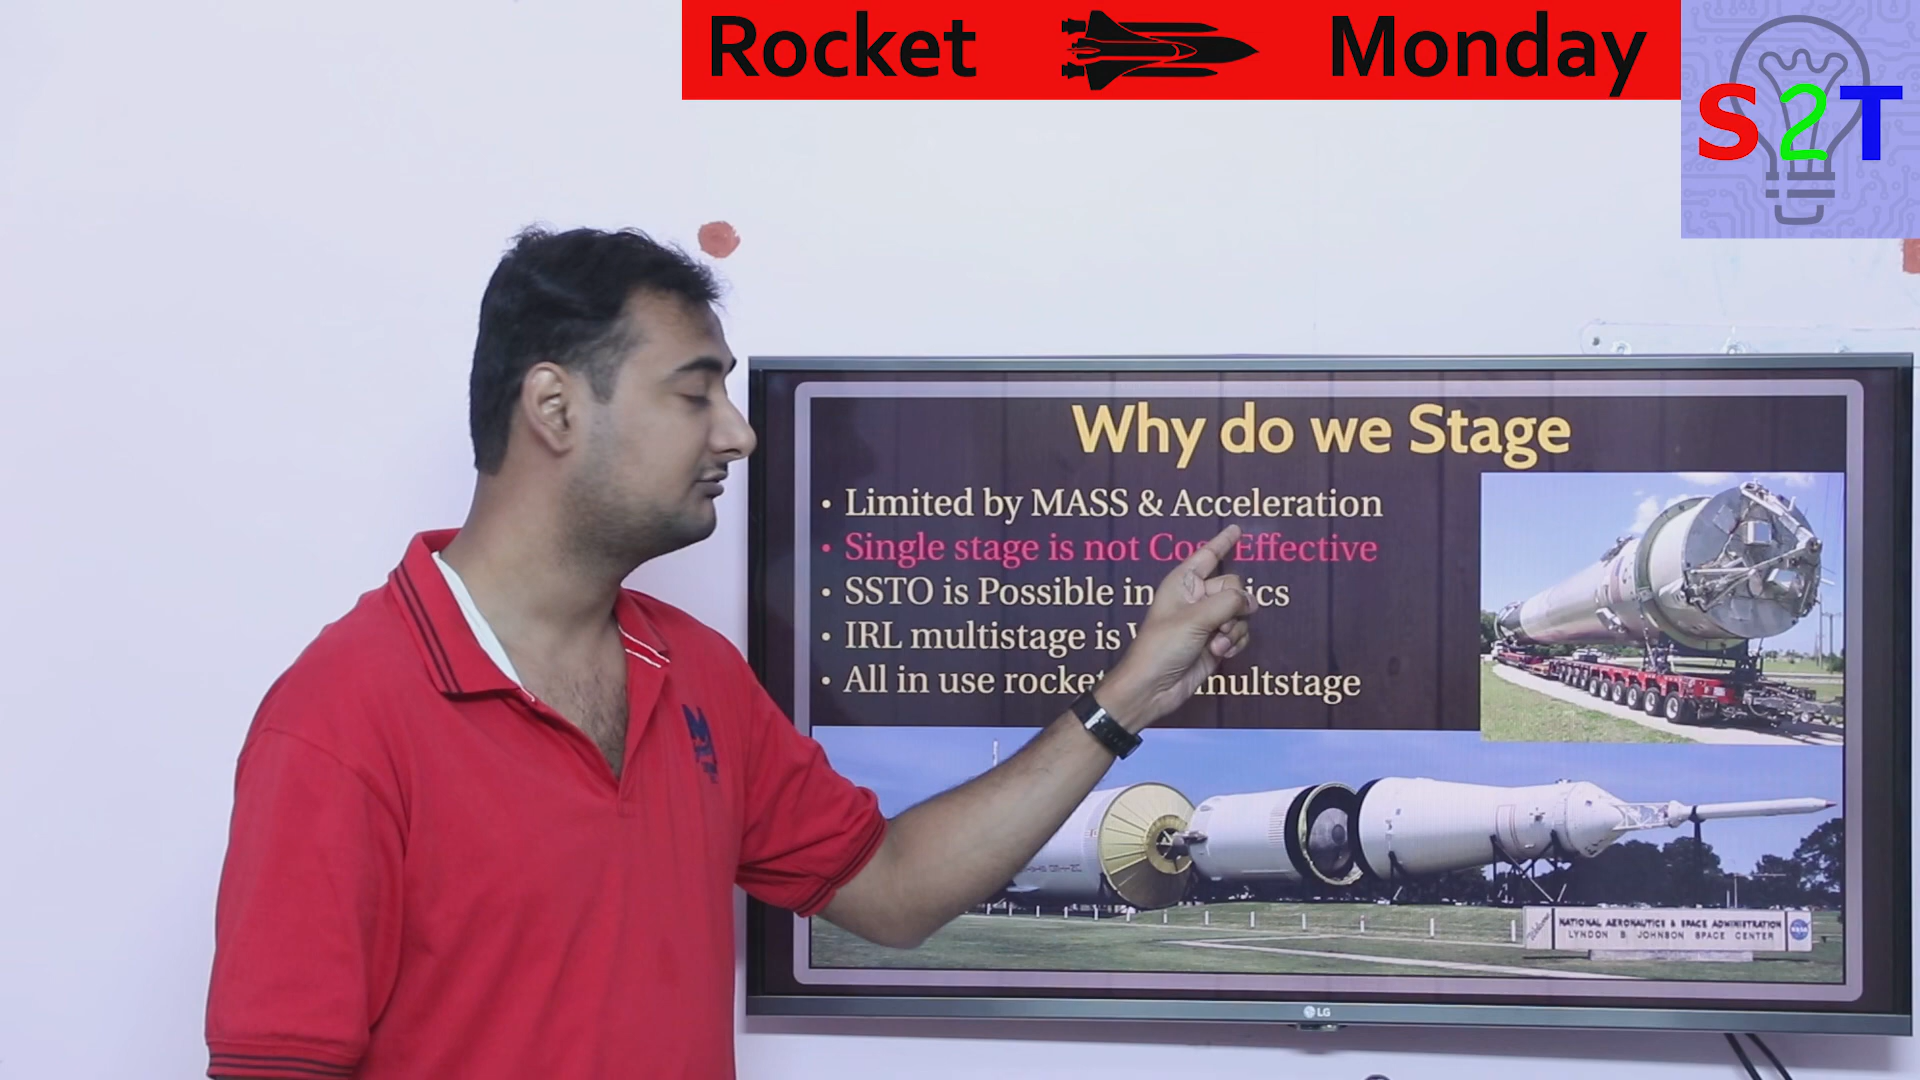 Rocket Monday
S2T
Why do we Stage
• Limited by MASS & Acceleration
• Single stage is not Effective
• SSTO is Possible in
• IRL multistage is
• All in use multstage
NATIONAL AERONAUTICS & SPACE ADMINISTRATION
LYNDON B JOHNSON SPACE CENTER
LG